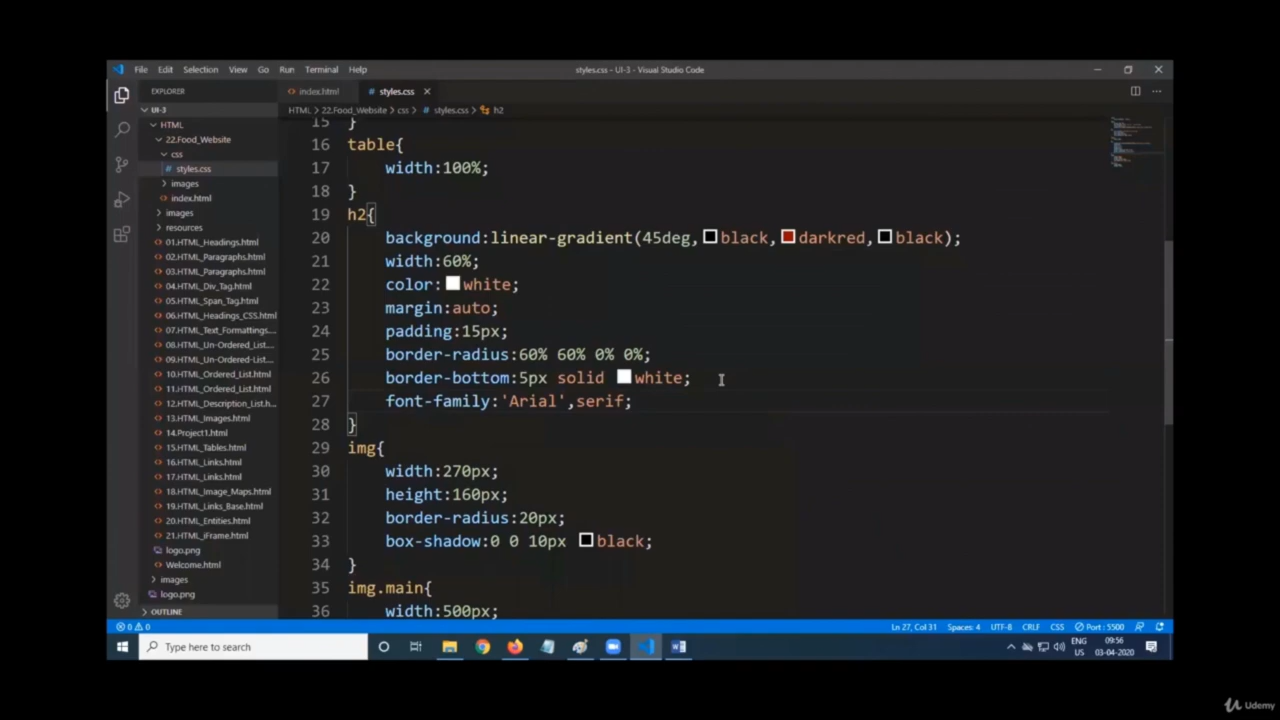 File Edit Selection View Go Run Terminal Help
styles.css - UI-3 - Visual Studio Code
EXPLORER
UI-3
HTML
22.Food_Website
css
styles.css
images
index.html
images
resources
01.HTML_Headings.html
02.HTML_Paragraphs.html
03.HTML_Paragraphs.html
04.HTML_Div_Tag.html
05.HTML_Span_Tag.html
06.HTML_Headings_CSS.html
07.HTML_Text_Formattings....
08.HTML_Un-Ordered_List....
09.HTML_Un-Ordered-List....
10.HTML_Ordered_List.html
11.HTML_Ordered_List.html
12.HTML_Description_List.h...
13.HTML_Images.html
14.Project1.html
15.HTML_Tables.html
16.HTML_Links.html
17.HTML_Links.html
18.HTML_Image_Maps.html
19.HTML_Links_Base.html
20.HTML_Entities.html
21.HTML_iFrame.html
logo.png
Welcome.html
images
logo.png
OUTLINE
index.html
styles.css
HTML > 22.Food_Website > css > styles.css > h2
15 }
16 table{
17 width:100%;
18 }
19 h2{
20 background:linear-gradient(45deg,black,darkred,black);
21 width:60%;
22 color:white;
23 margin:auto;
24 padding:15px;
25 border-radius:60% 60% 0% 0%;
26 border-bottom:5px solid white;
27 font-family:'Arial',serif;
28 }
29 img{
30 width:270px;
31 height:160px;
32 border-radius:20px;
33 box-shadow:0 0 10px black;
34 }
35 img.main{
36 width:500px;
0 0
Ln 27, Col 31 Spaces: 4 UTF-8 CRLF CSS Port : 5500
Type here to search
ENG
US
09:56
03-04-2020
Udemy